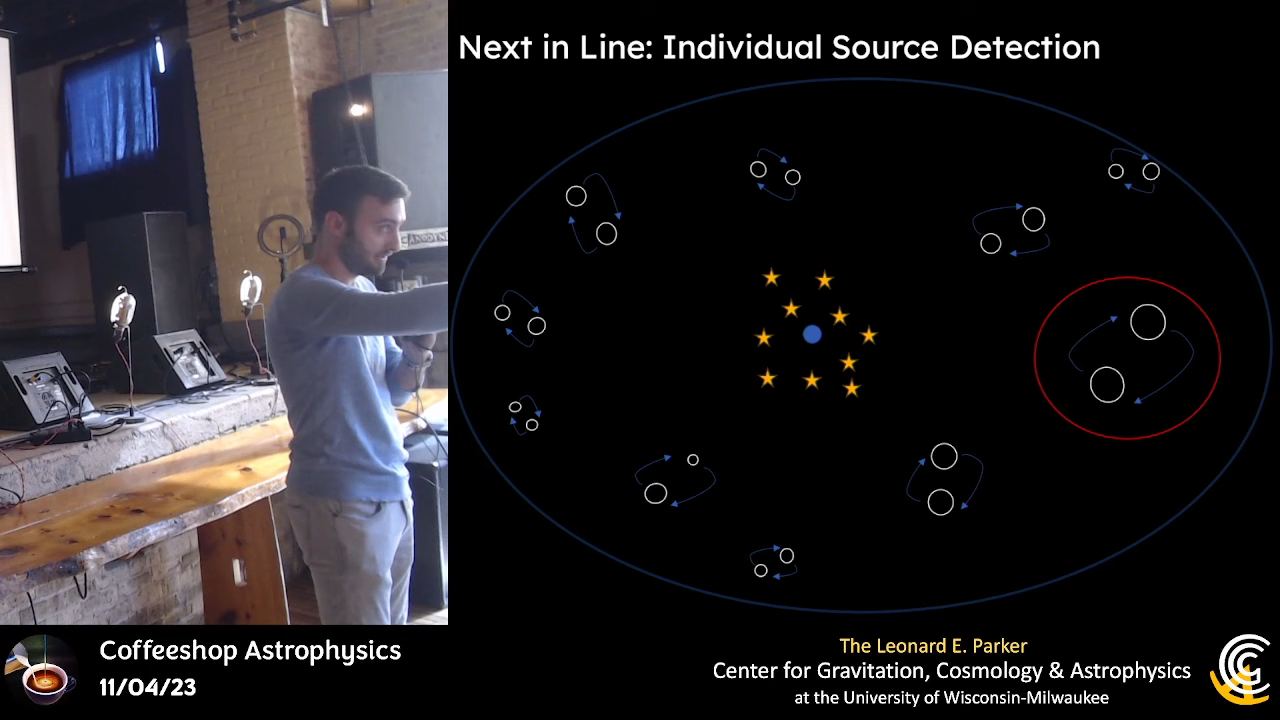 Next in Line: Individual Source Detection
Coffeeshop Astrophysics
11/04/23
The Leonard E. Parker
Center for Gravitation, Cosmology & Astrophysics
at the University of Wisconsin-Milwaukee